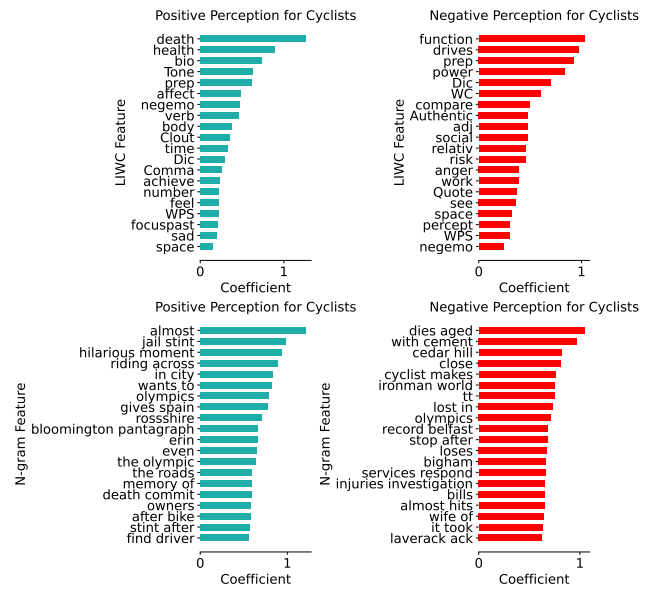 Positive Perception for Cyclists
LIWC Feature
death
health
bio
Tone
prep
affect
negemo
verb
body
Clout
time
Dic
Comma
achieve
number
feel
WPS
focuspast
sad
space
0 1
Coefficient
Negative Perception for Cyclists
LIWC Feature
function
drives
prep
power
Dic
WC
compare
Authentic
adj
social
relativ
risk
anger
work
Quote
see
space
percept
WPS
negemo
0 1
Coefficient
Positive Perception for Cyclists
N-gram Feature
almost
jail stint
hilarious moment
riding across
in city
wants to
olympics
gives spain
rossshire
bloomington pantagraph
erin
even
the olympic
the roads
memory of
death commit
owners
after bike
stint after
find driver
0 1
Coefficient
Negative Perception for Cyclists
N-gram Feature
dies aged
with cement
cedar hill
close
cyclist makes
ironman world
tt
lost in
olympics
record belfast
stop after
loses
bigham
services respond
injuries investigation
bills
almost hits
wife of
it took
laverack ack
0 1
Coefficient